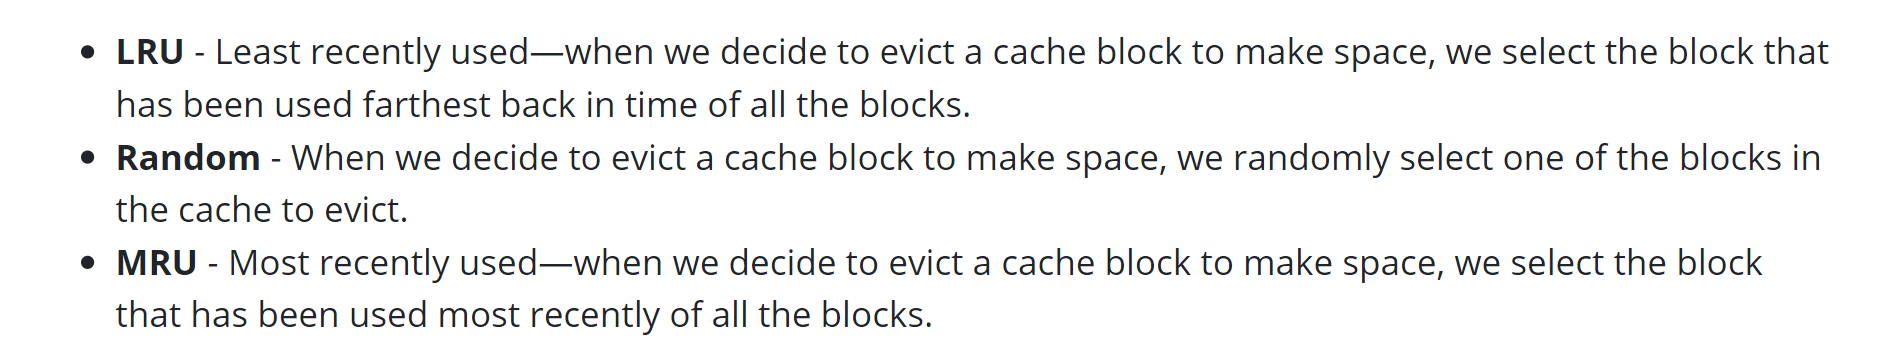 • LRU - Least recently used—when we decide to evict a cache block to make space, we select the block that
has been used farthest back in time of all the blocks.
• Random - When we decide to evict a cache block to make space, we randomly select one of the blocks in
the cache to evict.
• MRU - Most recently used—when we decide to evict a cache block to make space, we select the block
that has been used most recently of all the blocks.